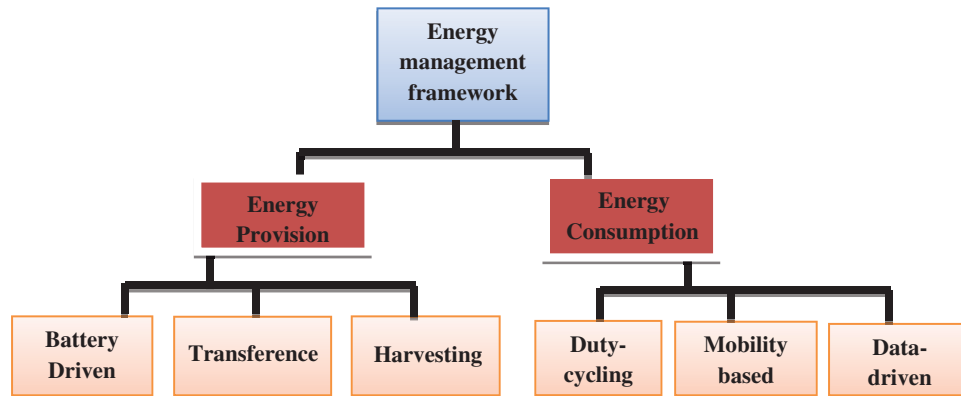 Energy
management
framework
Energy
Provision
Energy
Consumption
Battery
Driven
Transference
Harvesting
Duty-
cycling
Mobility
based
Data-
driven